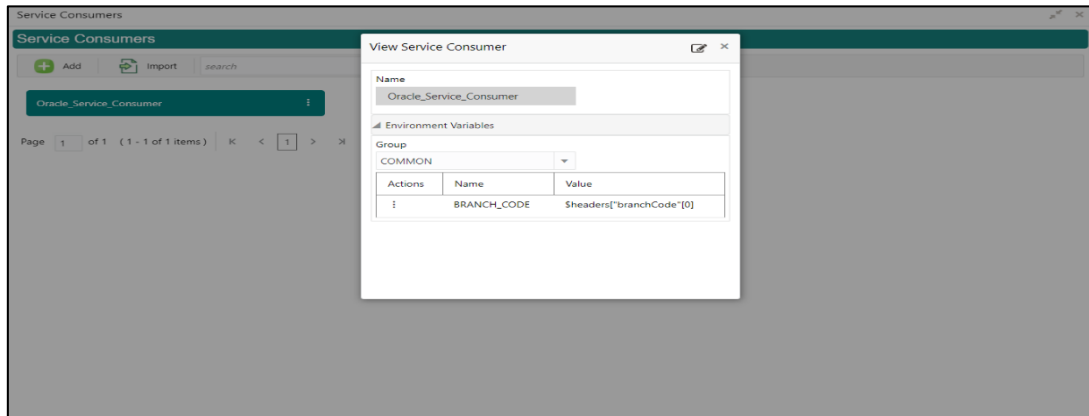 Service Consumers
Service Consumers
Add Import search
Oracle_Service_Consumer
Page 1 of 1 ( 1 - 1 of 1 items ) 1
View Service Consumer
Name
Oracle_Service_Consumer
Environment Variables
Group
COMMON
Actions Name Value
BRANCH_CODE $headers["branchCode"[0]